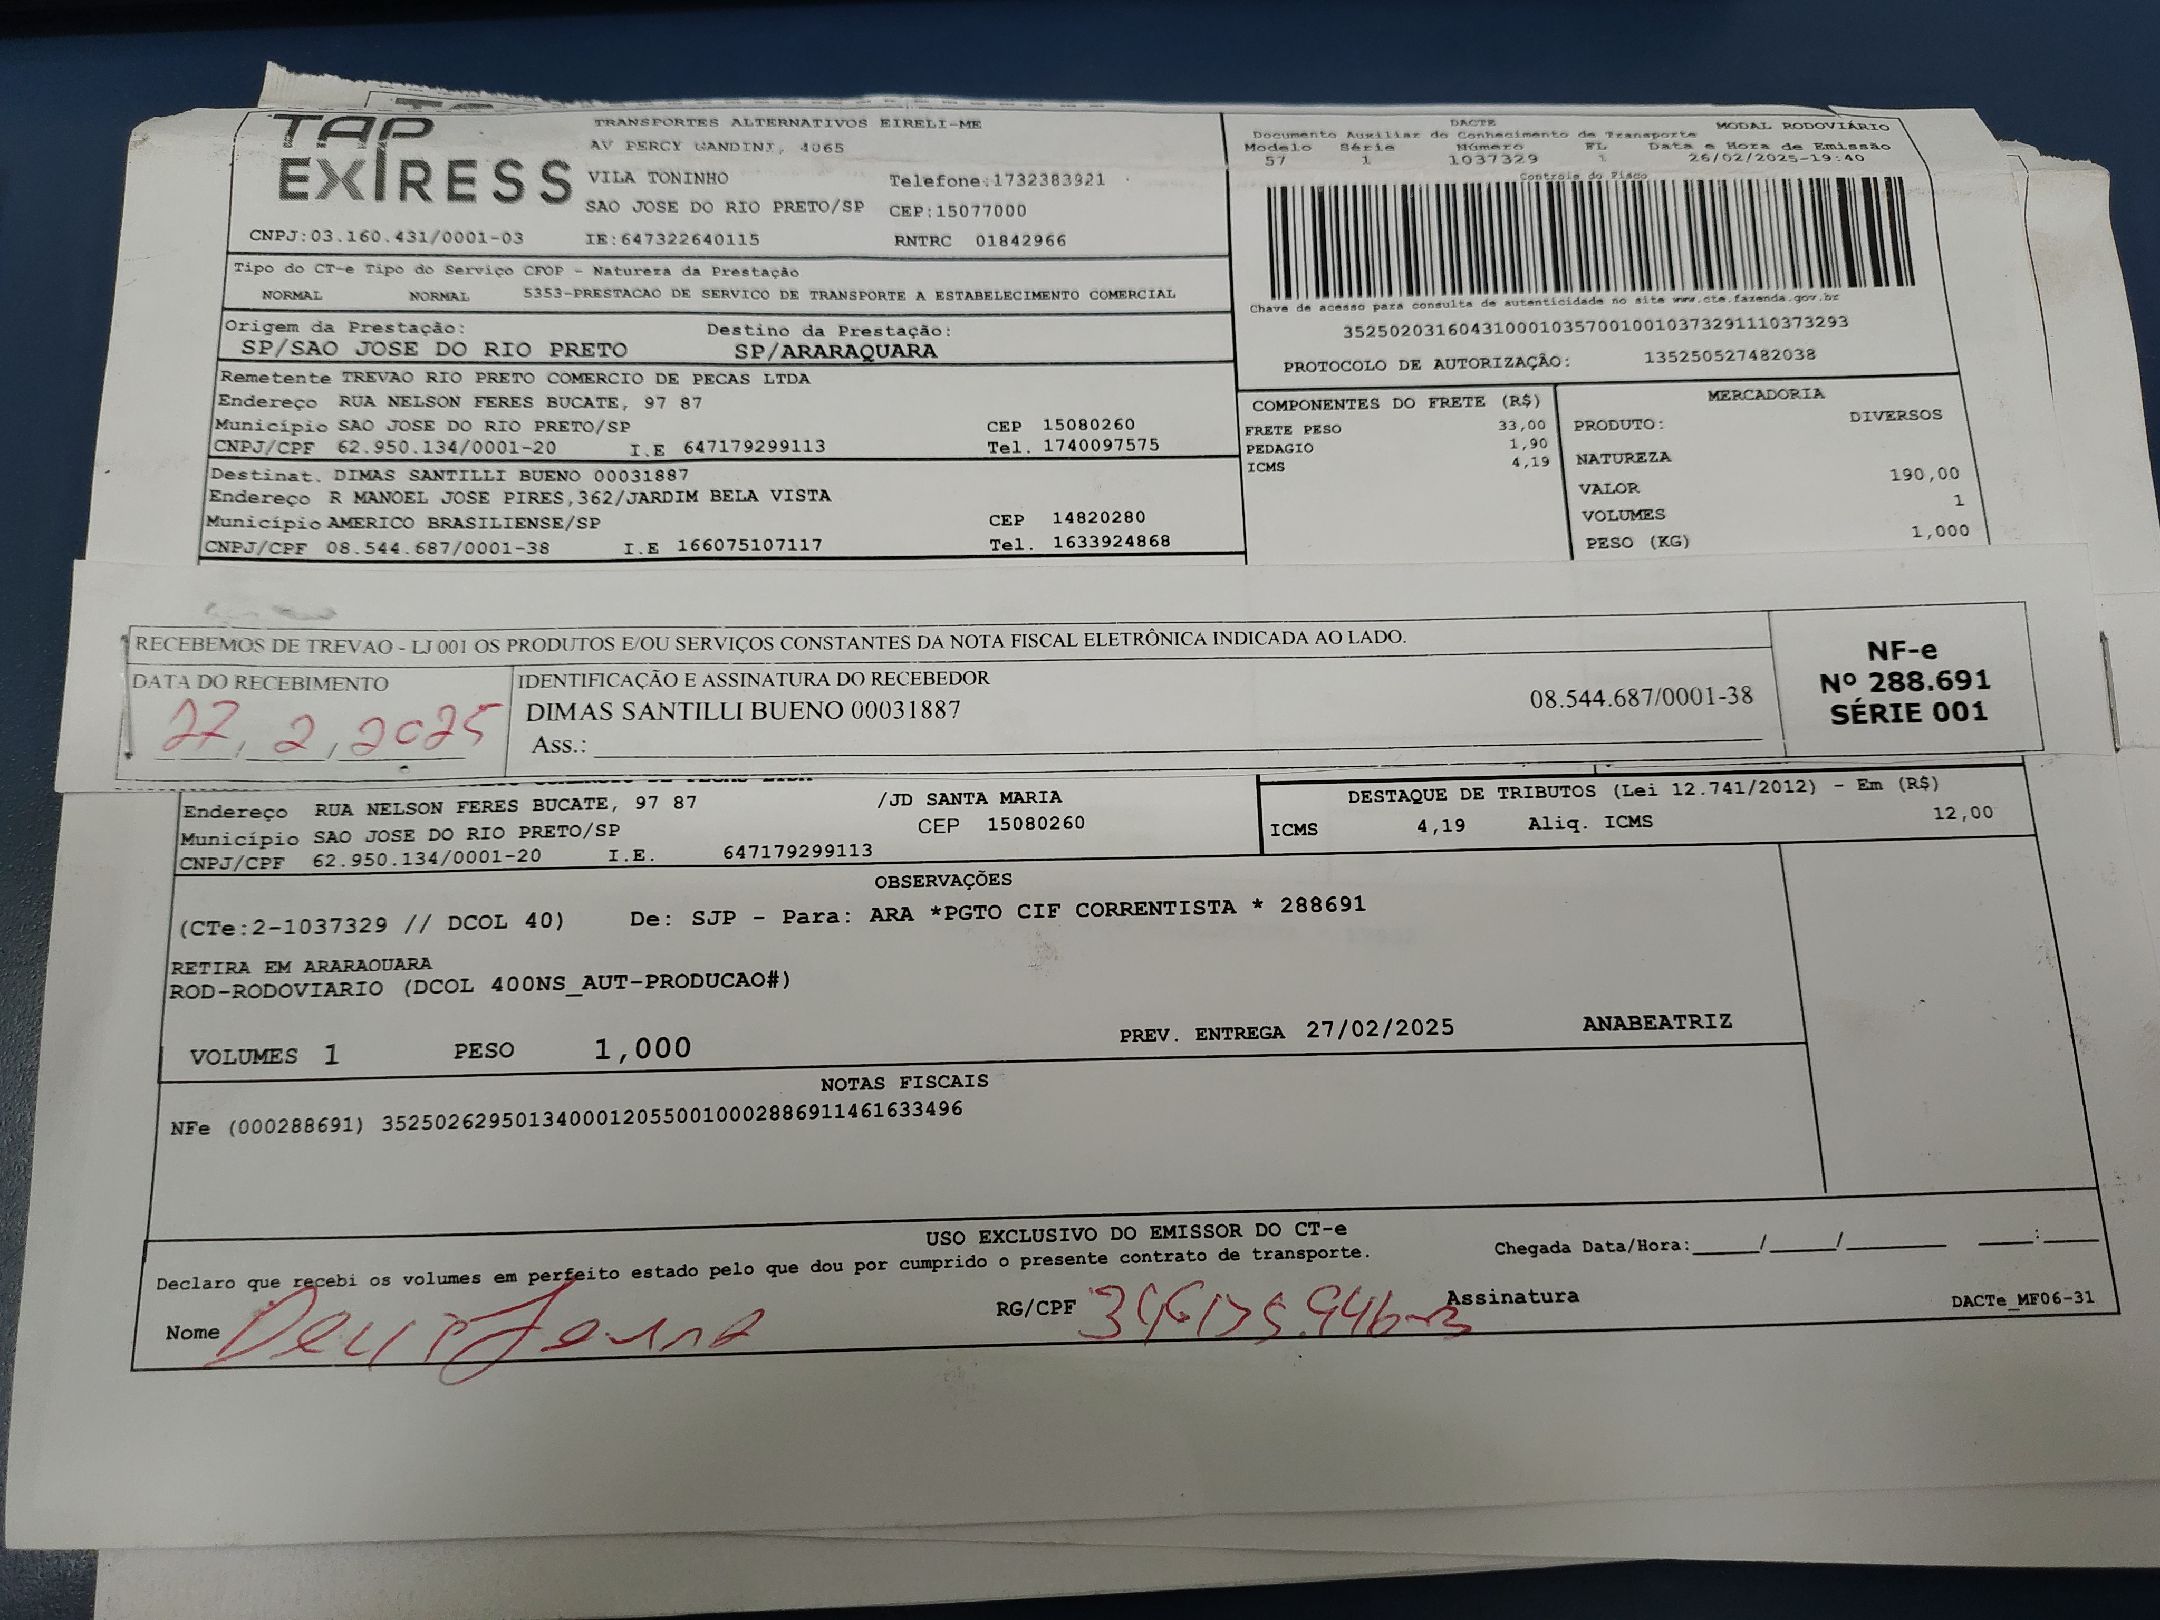 TAP
EXPRESS
TRANSPORTES ALTERNATIVOS EIRELI-ME
AV PERCY GANDINI, 4065
VILA TONINHO Telefone:1732383921
SAO JOSE DO RIO PRETO/SP CEP:15077000
CNPJ:03.160.431/0001-03 IE:647322640115 RNTRC 01842966
DACTE MODAL RODOVIÁRIO
Documento Auxiliar do Conhecimento de Transporte
Modelo Série Número FL Data e Hora de Emissão
57 1 1037329 1 26/02/2025-19:40
Controle do Fisco
Chave de acesso para consulta de autenticidade no site www.cte.fazenda.gov.br
35250203160431000103570010010373291110373293
PROTOCOLO DE AUTORIZAÇÃO: 135250527482038
Tipo do CT-e Tipo do Serviço CFOP - Natureza da Prestação
NORMAL NORMAL 5353-PRESTACAO DE SERVICO DE TRANSPORTE A ESTABELECIMENTO COMERCIAL
Origem da Prestação: Destino da Prestação:
SP/SAO JOSE DO RIO PRETO SP/ARARAQUARA
Remetente TREVAO RIO PRETO COMERCIO DE PECAS LTDA
Endereço RUA NELSON FERES BUCATE, 97 87
Município SAO JOSE DO RIO PRETO/SP CEP 15080260
CNPJ/CPF 62.950.134/0001-20 I.E 647179299113 Tel. 1740097575
Destinat. DIMAS SANTILLI BUENO 00031887
Endereço R MANOEL JOSE PIRES,362/JARDIM BELA VISTA
Município AMERICO BRASILIENSE/SP CEP 14820280
CNPJ/CPF 08.544.687/0001-38 I.E 166075107117 Tel. 1633924868
COMPONENTES DO FRETE (R$)
FRETE PESO 33,00
PEDAGIO 1,90
ICMS 4,19
MERCADORIA
PRODUTO: DIVERSOS
NATUREZA
VALOR 190,00
VOLUMES 1
PESO (KG) 1,000
RECEBEMOS DE TREVAO - LJ 001 OS PRODUTOS E/OU SERVIÇOS CONSTANTES DA NOTA FISCAL ELETRÔNICA INDICADA AO LADO.
DATA DO RECEBIMENTO IDENTIFICAÇÃO E ASSINATURA DO RECEBEDOR
27, 2, 2025 DIMAS SANTILLI BUENO 00031887 08.544.687/0001-38
Ass.:
NF-e
Nº 288.691
SÉRIE 001
Endereço RUA NELSON FERES BUCATE, 97 87 /JD SANTA MARIA
Município SAO JOSE DO RIO PRETO/SP CEP 15080260
CNPJ/CPF 62.950.134/0001-20 I.E. 647179299113
DESTAQUE DE TRIBUTOS (Lei 12.741/2012) - Em (R$)
ICMS 4,19 Aliq. ICMS 12,00
OBSERVAÇÕES
(CTe:2-1037329 // DCOL 40) De: SJP - Para: ARA *PGTO CIF CORRENTISTA * 288691
RETIRA EM ARARAQUARA
ROD-RODOVIARIO (DCOL 400NS_AUT-PRODUCAO#)
VOLUMES 1 PESO 1,000 PREV. ENTREGA 27/02/2025 ANABEATRIZ
NOTAS FISCAIS
NFe (000288691) 35250262950134000120550010002886911461633496
USO EXCLUSIVO DO EMISSOR DO CT-e
Declaro que recebi os volumes em perfeito estado pelo que dou por cumprido o presente contrato de transporte.
Chegada Data/Hora:_____/_____/_______ ____:____
Nome RG/CPF Assinatura
DACTe_MF06-31